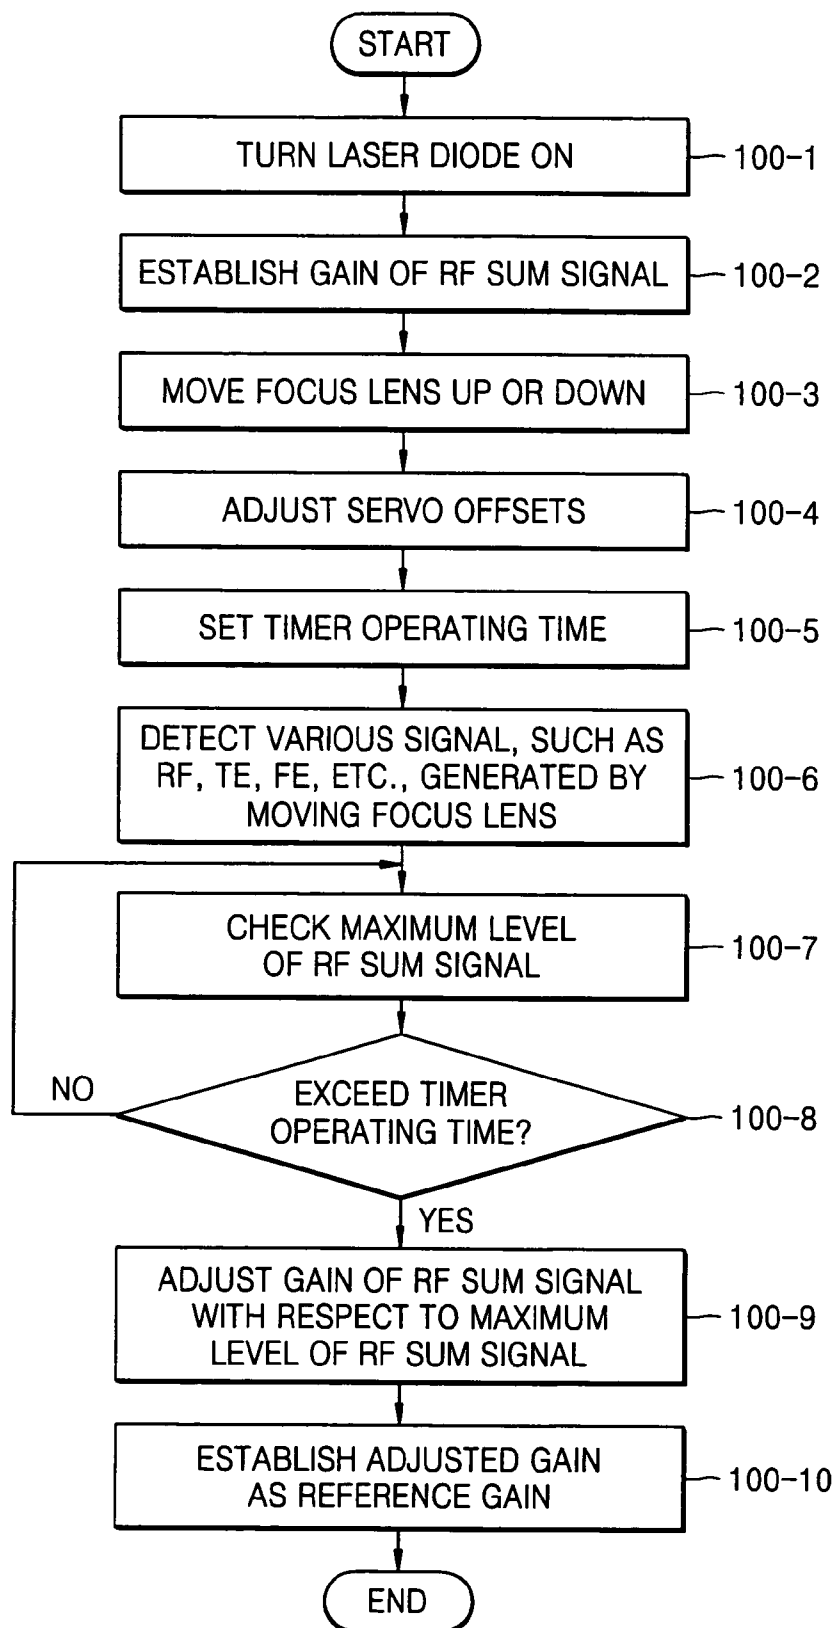 START
TURN LASER DIODE ON
100-1
ESTABLISH GAIN OF RF SUM SIGNAL
100-2
MOVE FOCUS LENS UP OR DOWN
100-3
ADJUST SERVO OFFSETS
100-4
SET TIMER OPERATING TIME
100-5
DETECT VARIOUS SIGNAL, SUCH AS
RF, TE, FE, ETC., GENERATED BY
MOVING FOCUS LENS
100-6
CHECK MAXIMUM LEVEL
OF RF SUM SIGNAL
100-7
NO
EXCEED TIMER
OPERATING TIME?
100-8
YES
ADJUST GAIN OF RF SUM SIGNAL
WITH RESPECT TO MAXIMUM
LEVEL OF RF SUM SIGNAL
100-9
ESTABLISH ADJUSTED GAIN
AS REFERENCE GAIN
100-10
END